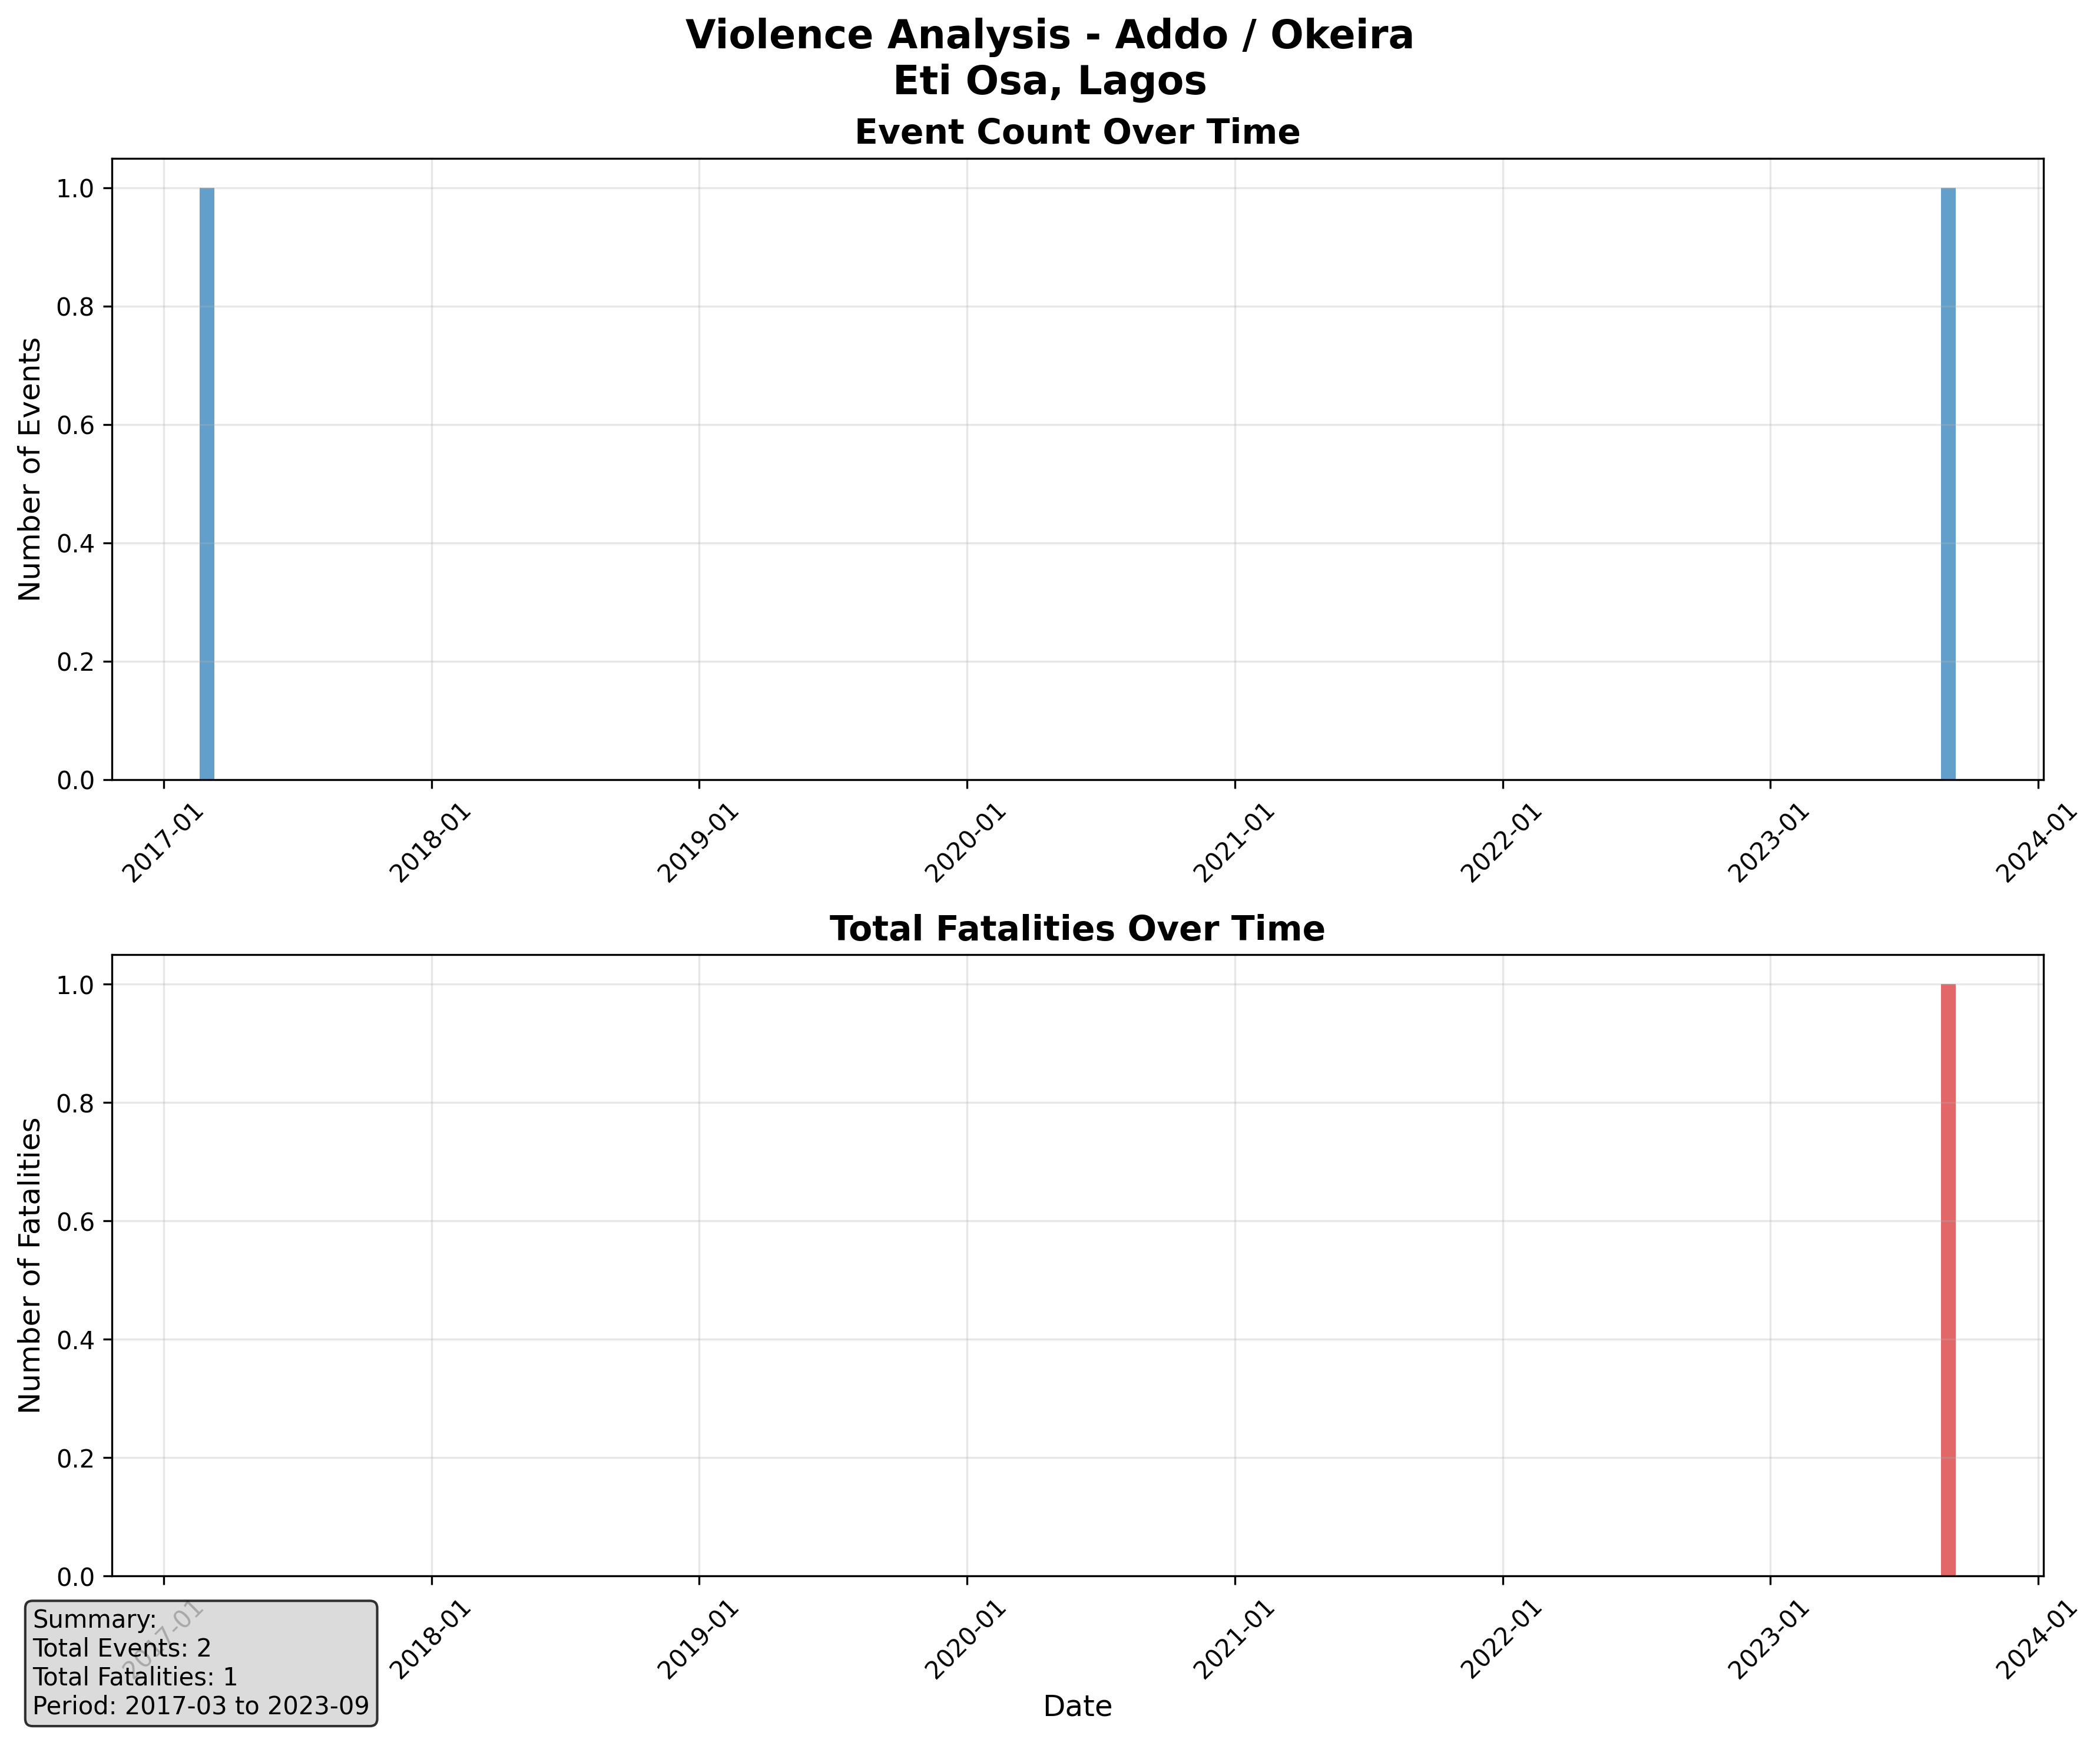 Violence Analysis - Addo / Okeira
Eti Osa, Lagos
Event Count Over Time
Number of Events
1.0
0.8
0.6
0.4
0.2
0.0
2017-01
2018-01
2019-01
2020-01
2021-01
2022-01
2023-01
2024-01
Total Fatalities Over Time
Number of Fatalities
1.0
0.8
0.6
0.4
0.2
0.0
2017-01
2018-01
2019-01
2020-01
2021-01
2022-01
2023-01
2024-01
Date
Summary:
Total Events: 2
Total Fatalities: 1
Period: 2017-03 to 2023-09